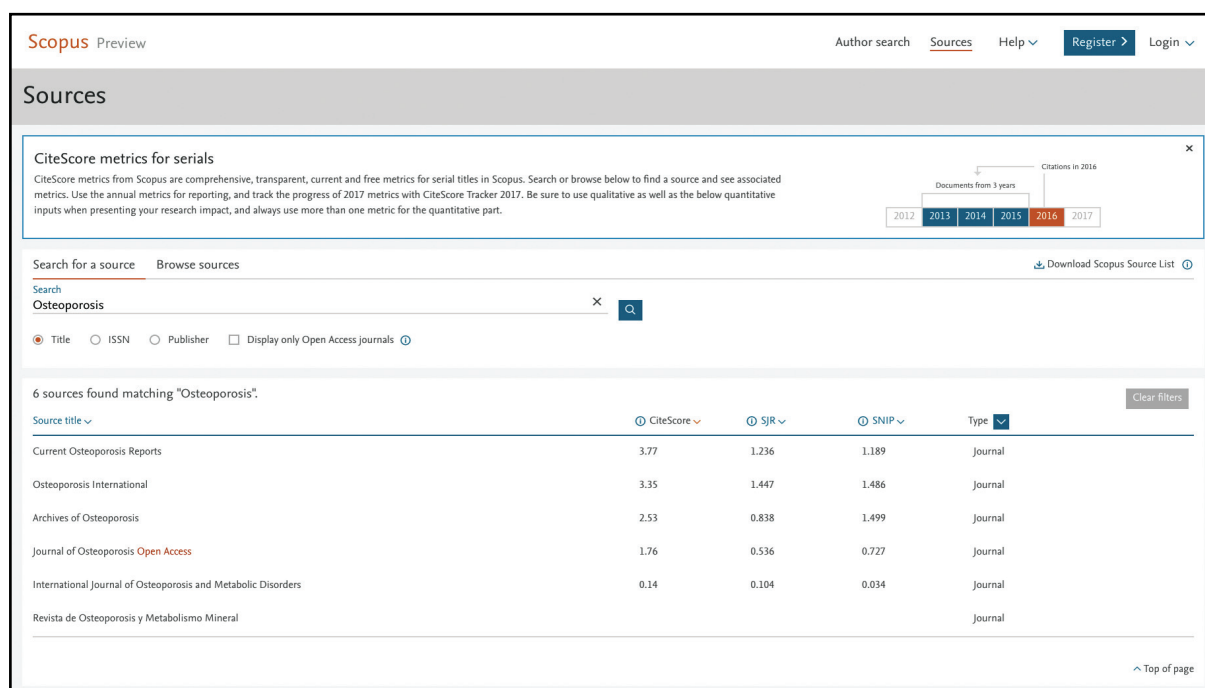 Scopus Preview
Author search Sources Help Register Login
Sources
CiteScore metrics for serials
CiteScore metrics from Scopus are comprehensive, transparent, current and free metrics for serial titles in Scopus. Search or browse below to find a source and see associated
metrics. Use the annual metrics for reporting, and track the progress of 2017 metrics with CiteScore Tracker 2017. Be sure to use qualitative as well as the below quantitative
inputs when presenting your research impact, and always use more than one metric for the quantitative part.
Citations in 2016
Documents from 3 years
2012 2013 2014 2015 2016 2017
Search for a source Browse sources Download Scopus Source List
Search
Osteoporosis
Title ISSN Publisher Display only Open Access journals
6 sources found matching "Osteoporosis".
Clear filters
Source title CiteScore SJR SNIP Type
Current Osteoporosis Reports 3.77 1.236 1.189 Journal
Osteoporosis International 3.35 1.447 1.486 Journal
Archives of Osteoporosis 2.53 0.838 1.499 Journal
Journal of Osteoporosis Open Access 1.76 0.536 0.727 Journal
International Journal of Osteoporosis and Metabolic Disorders 0.14 0.104 0.034 Journal
Revista de Osteoporosis y Metabolismo Mineral Journal
Top of page